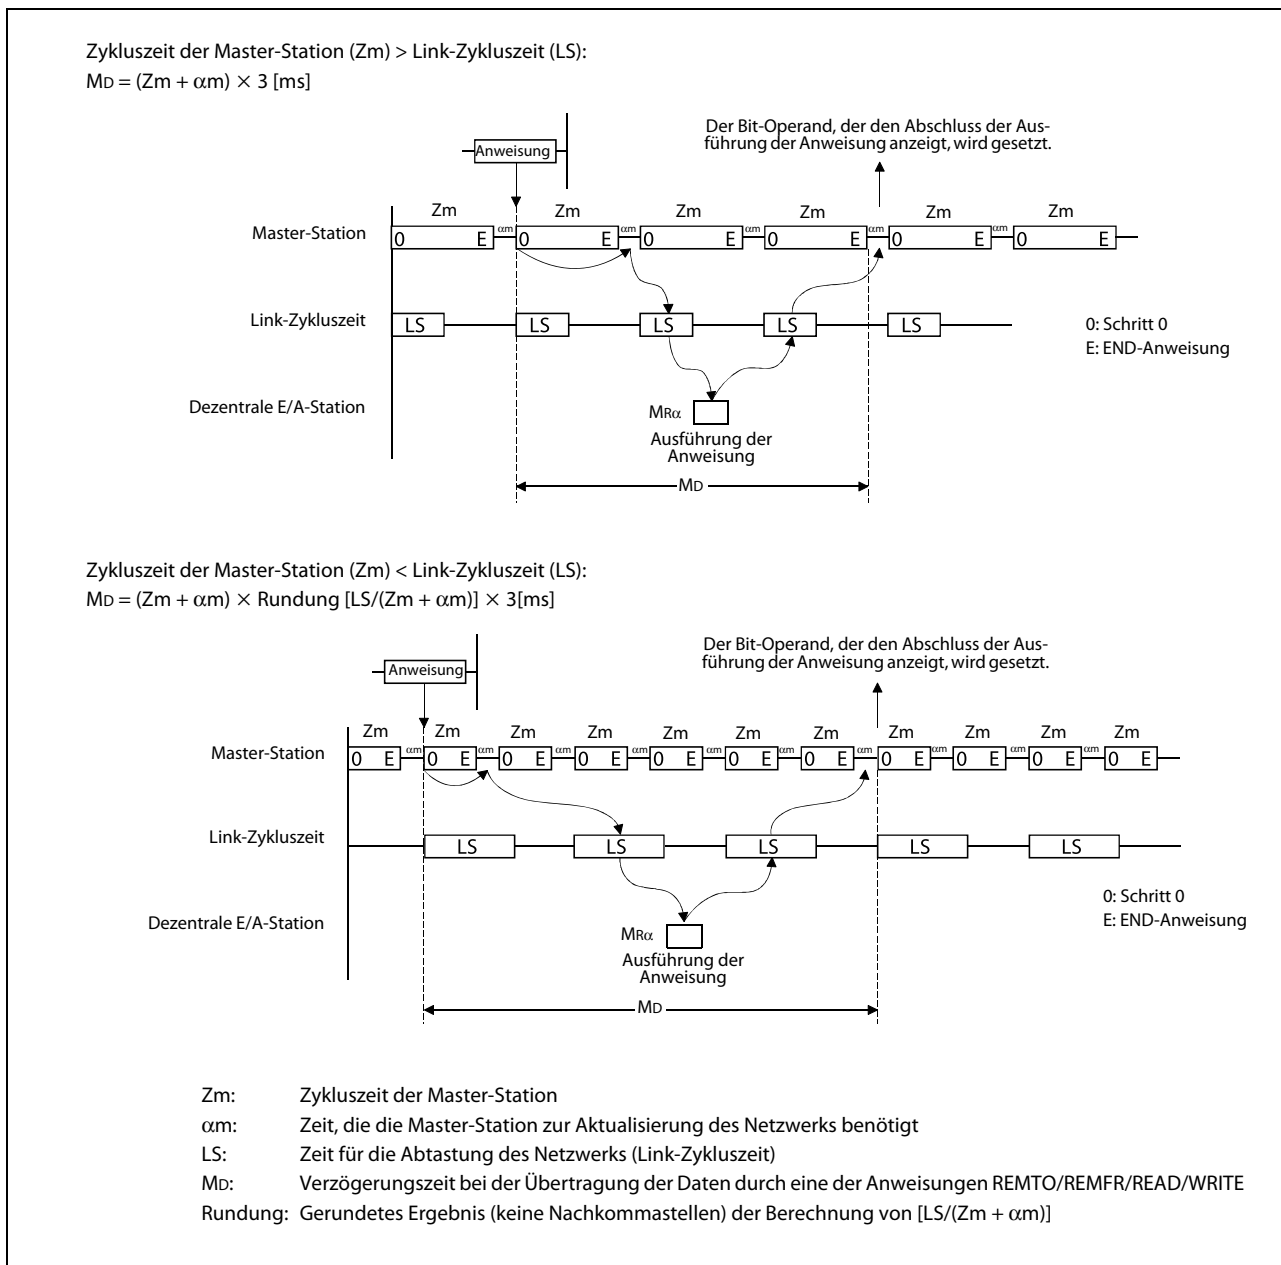 Zykluszeit der Master-Station (Zm) > Link-Zykluszeit (LS):
MD = (Zm + αm) × 3 [ms]
Der Bit-Operand, der den Abschluss der Aus-
führung der Anweisung anzeigt, wird gesetzt.
Anweisung
Zm Zm Zm Zm Zm Zm
Master-Station 0 E αm 0 E αm 0 E αm 0 E αm 0 E αm 0
Link-Zykluszeit LS LS LS LS LS
0: Schritt 0
E: END-Anweisung
Dezentrale E/A-Station
MRα
Ausführung der
Anweisung
MD
Zykluszeit der Master-Station (Zm) < Link-Zykluszeit (LS):
MD = (Zm + αm) × Rundung [LS/(Zm + αm)] × 3[ms]
Der Bit-Operand, der den Abschluss der Aus-
führung der Anweisung anzeigt, wird gesetzt.
Anweisung
Zm Zm Zm Zm Zm Zm Zm Zm Zm Zm Zm
Master-Station 0 E αm 0 E αm 0 E αm 0 E αm 0 E αm 0 E αm 0 E αm 0 E αm 0 E αm 0 E αm 0 E
Link-Zykluszeit LS LS LS LS LS
0: Schritt 0
E: END-Anweisung
Dezentrale E/A-Station
MRα
Ausführung der
Anweisung
MD
Zm: Zykluszeit der Master-Station
αm: Zeit, die die Master-Station zur Aktualisierung des Netzwerks benötigt
LS: Zeit für die Abtastung des Netzwerks (Link-Zykluszeit)
MD: Verzögerungszeit bei der Übertragung der Daten durch eine der Anweisungen REMTO/REMFR/READ/WRITE
Rundung: Gerundetes Ergebnis (keine Nachkommastellen) der Berechnung von [LS/(Zm + αm)]